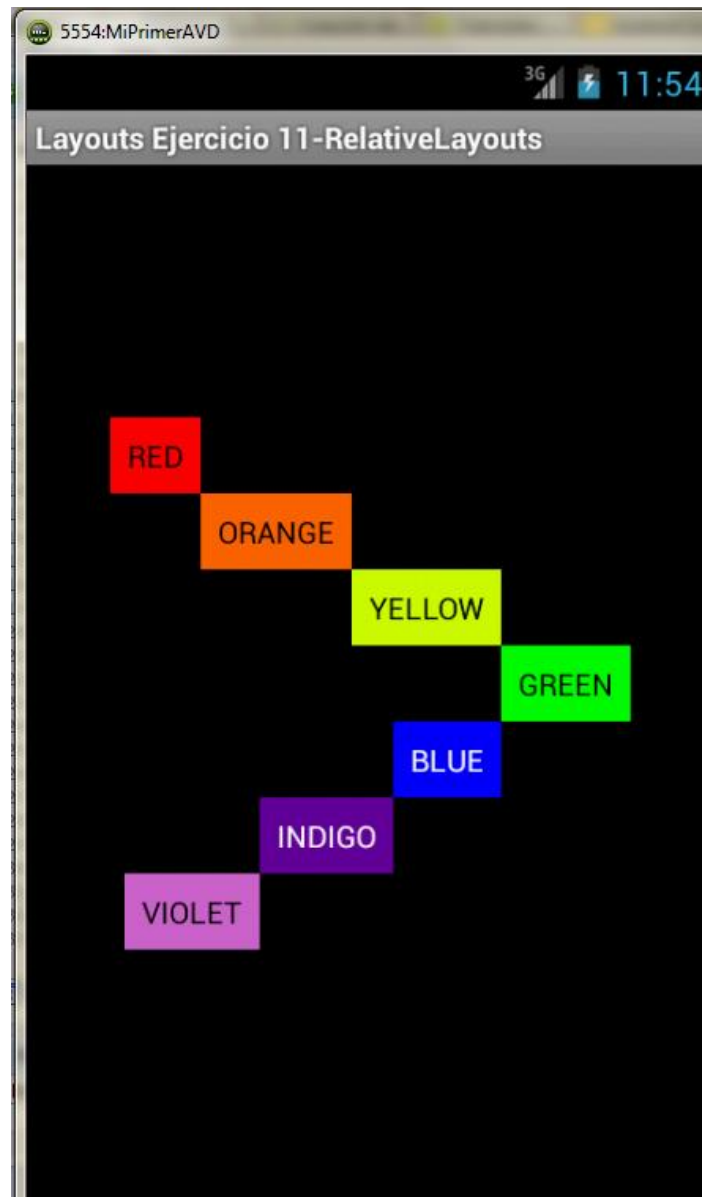 5554:MiPrimerAVD
3G 11:54
Layouts Ejercicio 11-RelativeLayouts
RED
ORANGE
YELLOW
GREEN
BLUE
INDIGO
VIOLET